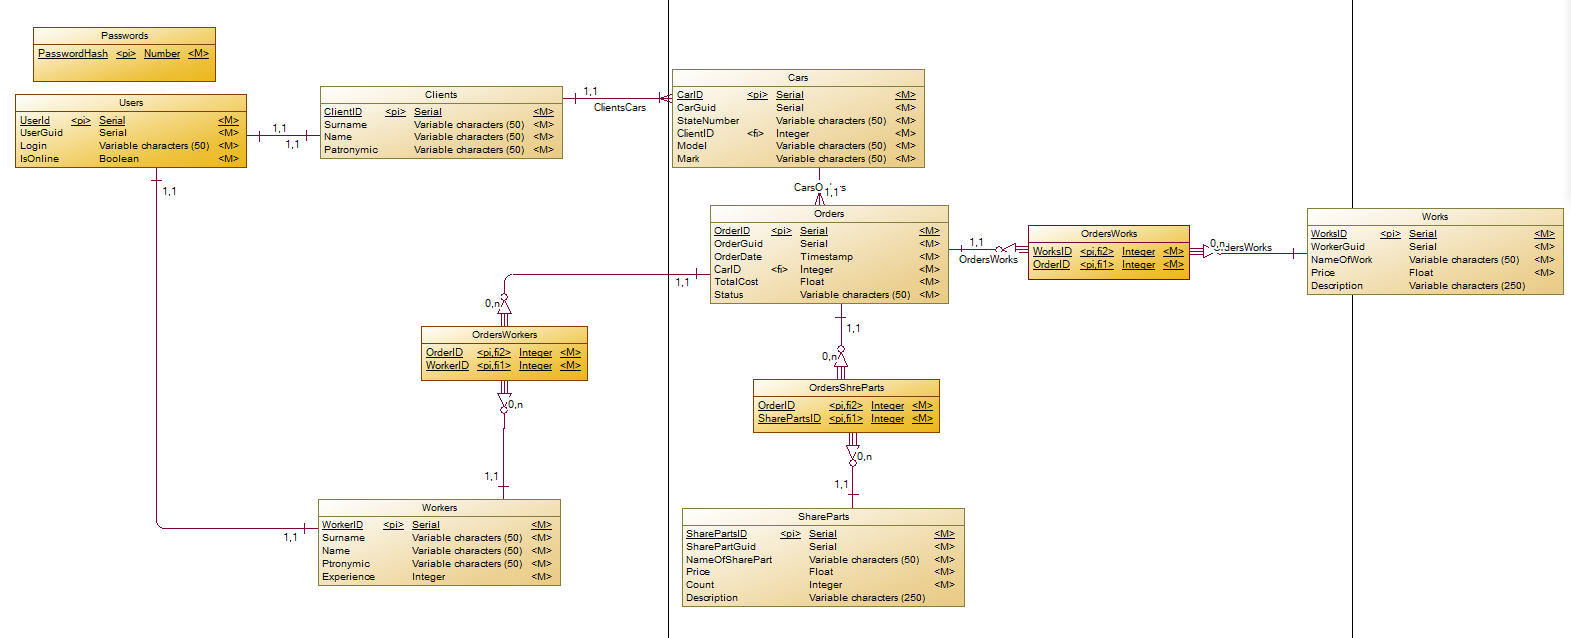 Passwords
PasswordHash <pi> Number <M>
Users
UserId <pi> Serial <M>
UserGuid Serial <M>
Login Variable characters (50) <M>
IsOnline Boolean <M>
1,1
1,1
1,1
Clients
ClientID <pi> Serial <M>
Surname Variable characters (50) <M>
Name Variable characters (50) <M>
Patronymic Variable characters (50) <M>
1,1
ClientsCars
Cars
CarID <pi> Serial <M>
CarGuid Serial <M>
StateNumber Variable characters (50) <M>
ClientID <fi> Integer <M>
Model Variable characters (50) <M>
Mark Variable characters (50) <M>
1,1
Orders
OrderID <pi> Serial <M>
OrderGuid Serial <M>
OrderDate Timestamp <M>
CarID <fi> Integer <M>
TotalCost Float <M>
Status Variable characters (50) <M>
1,1
OrdersWorks
OrdersWorks
WorksID <pi,fi2> Integer <M>
OrderID <pi,fi1> Integer <M>
0,n
Works
WorksID <pi> Serial <M>
WorkerGuid Serial <M>
NameOfWork Variable characters (50) <M>
Price Float <M>
Description Variable characters (250)
1,1
0,n
OrdersWorkers
OrderID <pi,fi2> Integer <M>
WorkerID <pi,fi1> Integer <M>
0,n
1,1
1,1
0,n
OrdersShreParts
OrderID <pi,fi2> Integer <M>
SharePartsID <pi,fi1> Integer <M>
0,n
1,1
Workers
WorkerID <pi> Serial <M>
Surname Variable characters (50) <M>
Name Variable characters (50) <M>
Ptronymic Variable characters (50) <M>
Experience Integer <M>
1,1
ShareParts
SharePartsID <pi> Serial <M>
SharePartGuid Serial <M>
NameOfSharePart Variable characters (50) <M>
Price Float <M>
Count Integer <M>
Description Variable characters (250)